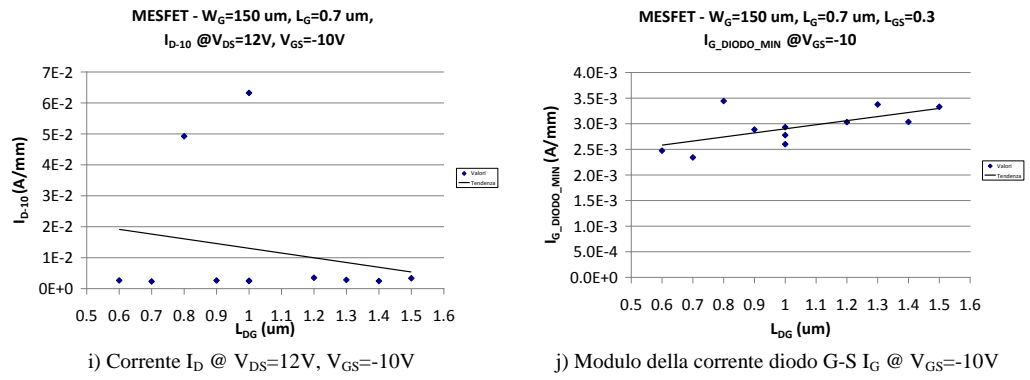 MESFET - WG=150 um, LG=0.7 um,
ID-10 @VDS=12V, VGS=-10V
7E-2
6E-2
5E-2
4E-2
3E-2
2E-2
1E-2
0E+0
ID-10 (A/mm)
0.5 0.6 0.7 0.8 0.9 1 1.1 1.2 1.3 1.4 1.5 1.6
LDG (um)
Valori
Tendenza
i) Corrente ID @ VDS=12V, VGS=-10V
MESFET - WG=150 um, LG=0.7 um, LGS=0.3
IG_DIODO_MIN @VGS=-10
4.0E-3
3.5E-3
3.0E-3
2.5E-3
2.0E-3
1.5E-3
1.0E-3
5.0E-4
0.0E+0
IG_DIODO_MIN (A/mm)
0.5 0.6 0.7 0.8 0.9 1 1.1 1.2 1.3 1.4 1.5 1.6
LDG (um)
Valori
Tendenza
j) Modulo della corrente diodo G-S IG @ VGS=-10V